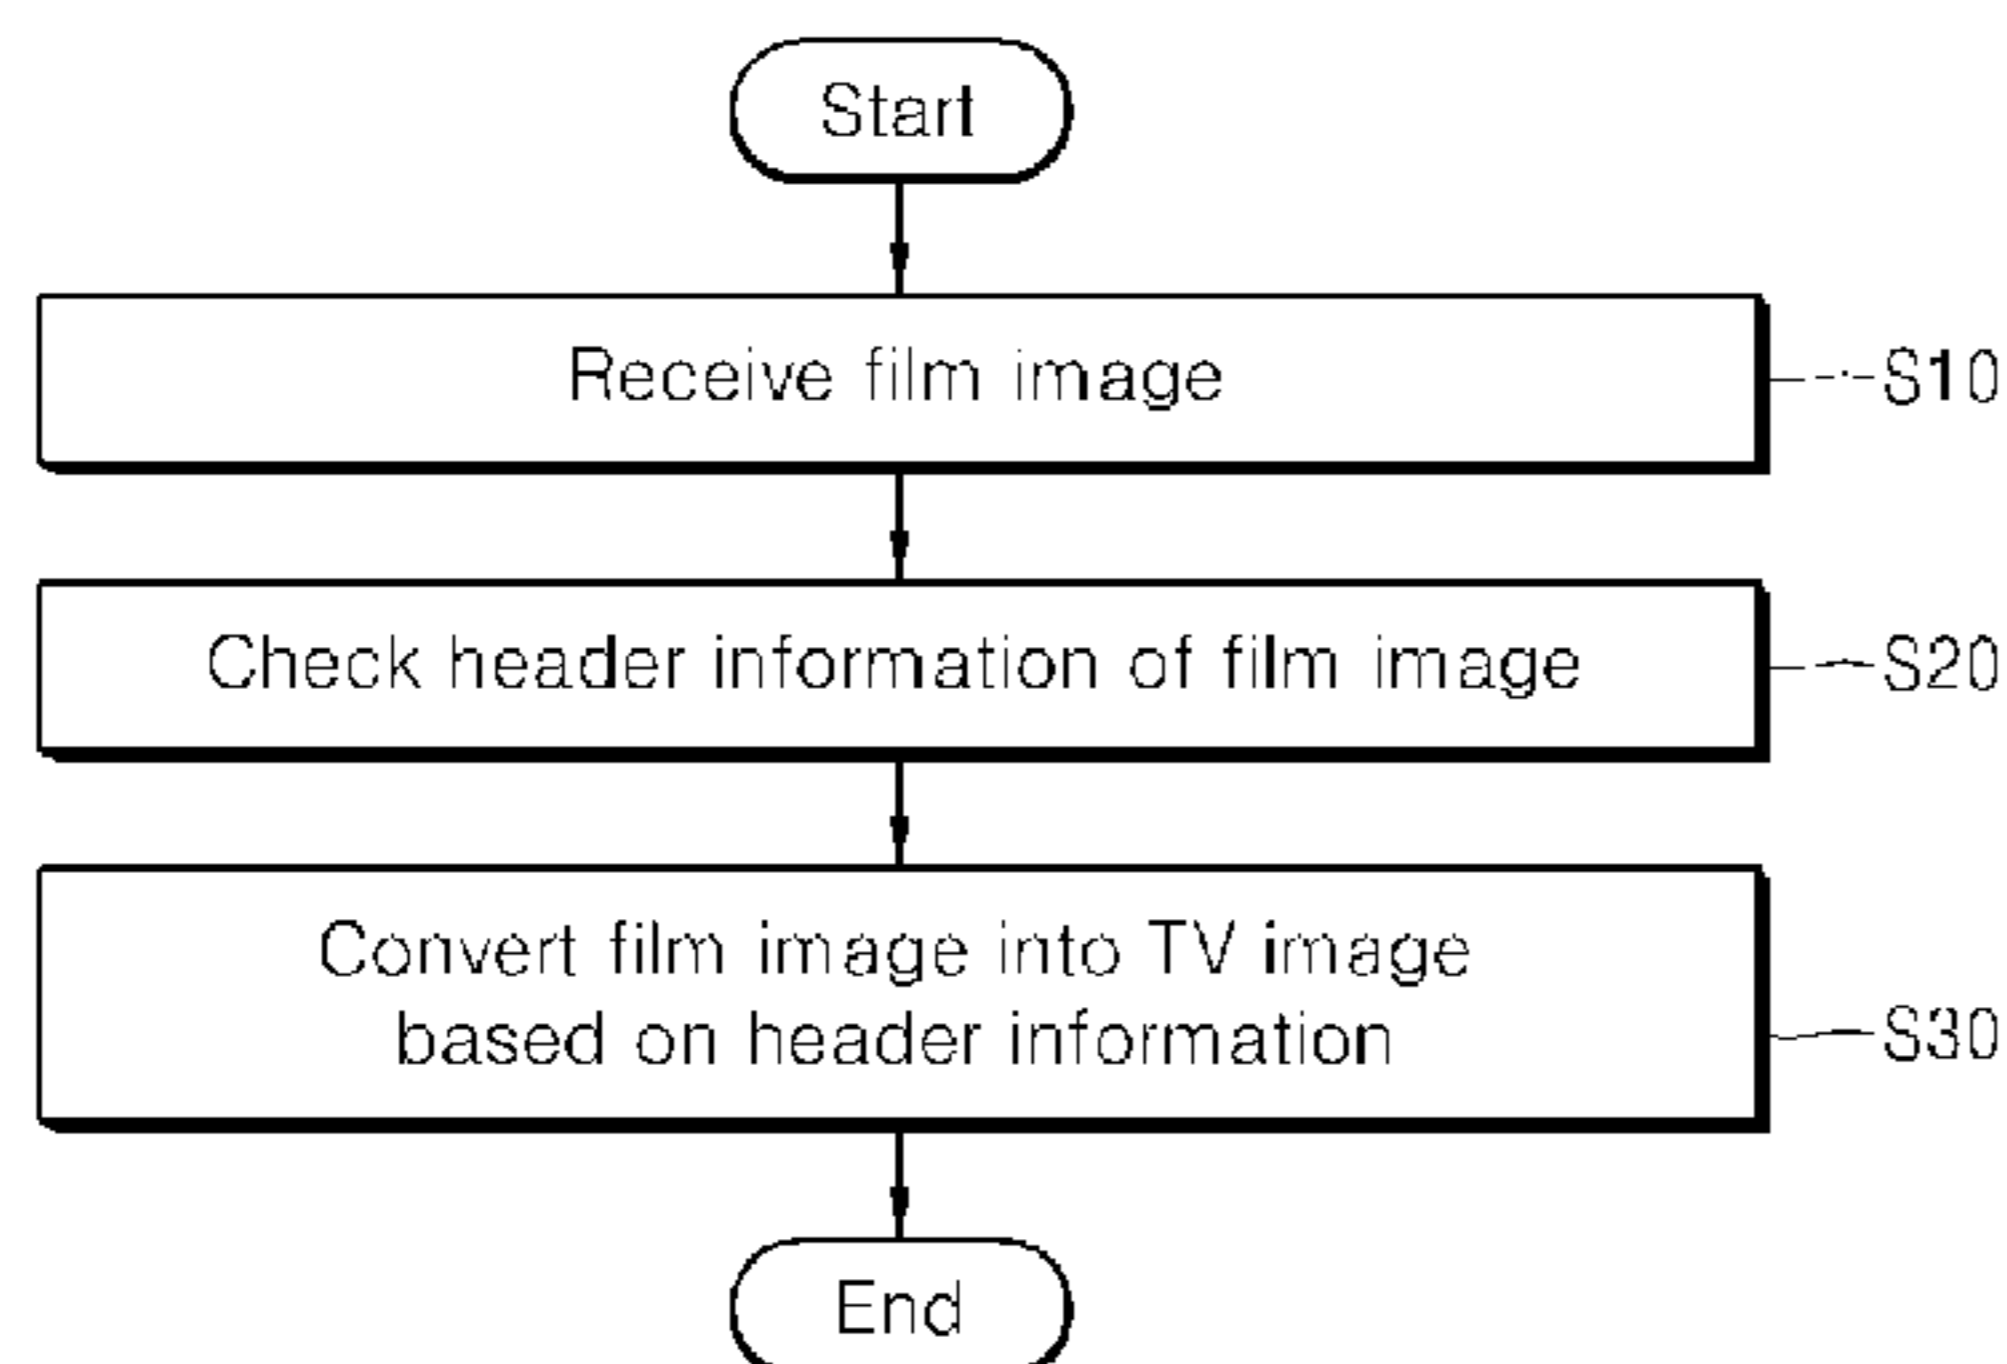 Start
Receive film image
S10
Check header information of film image
S20
Convert film image into TV image
based on header information
S30
End